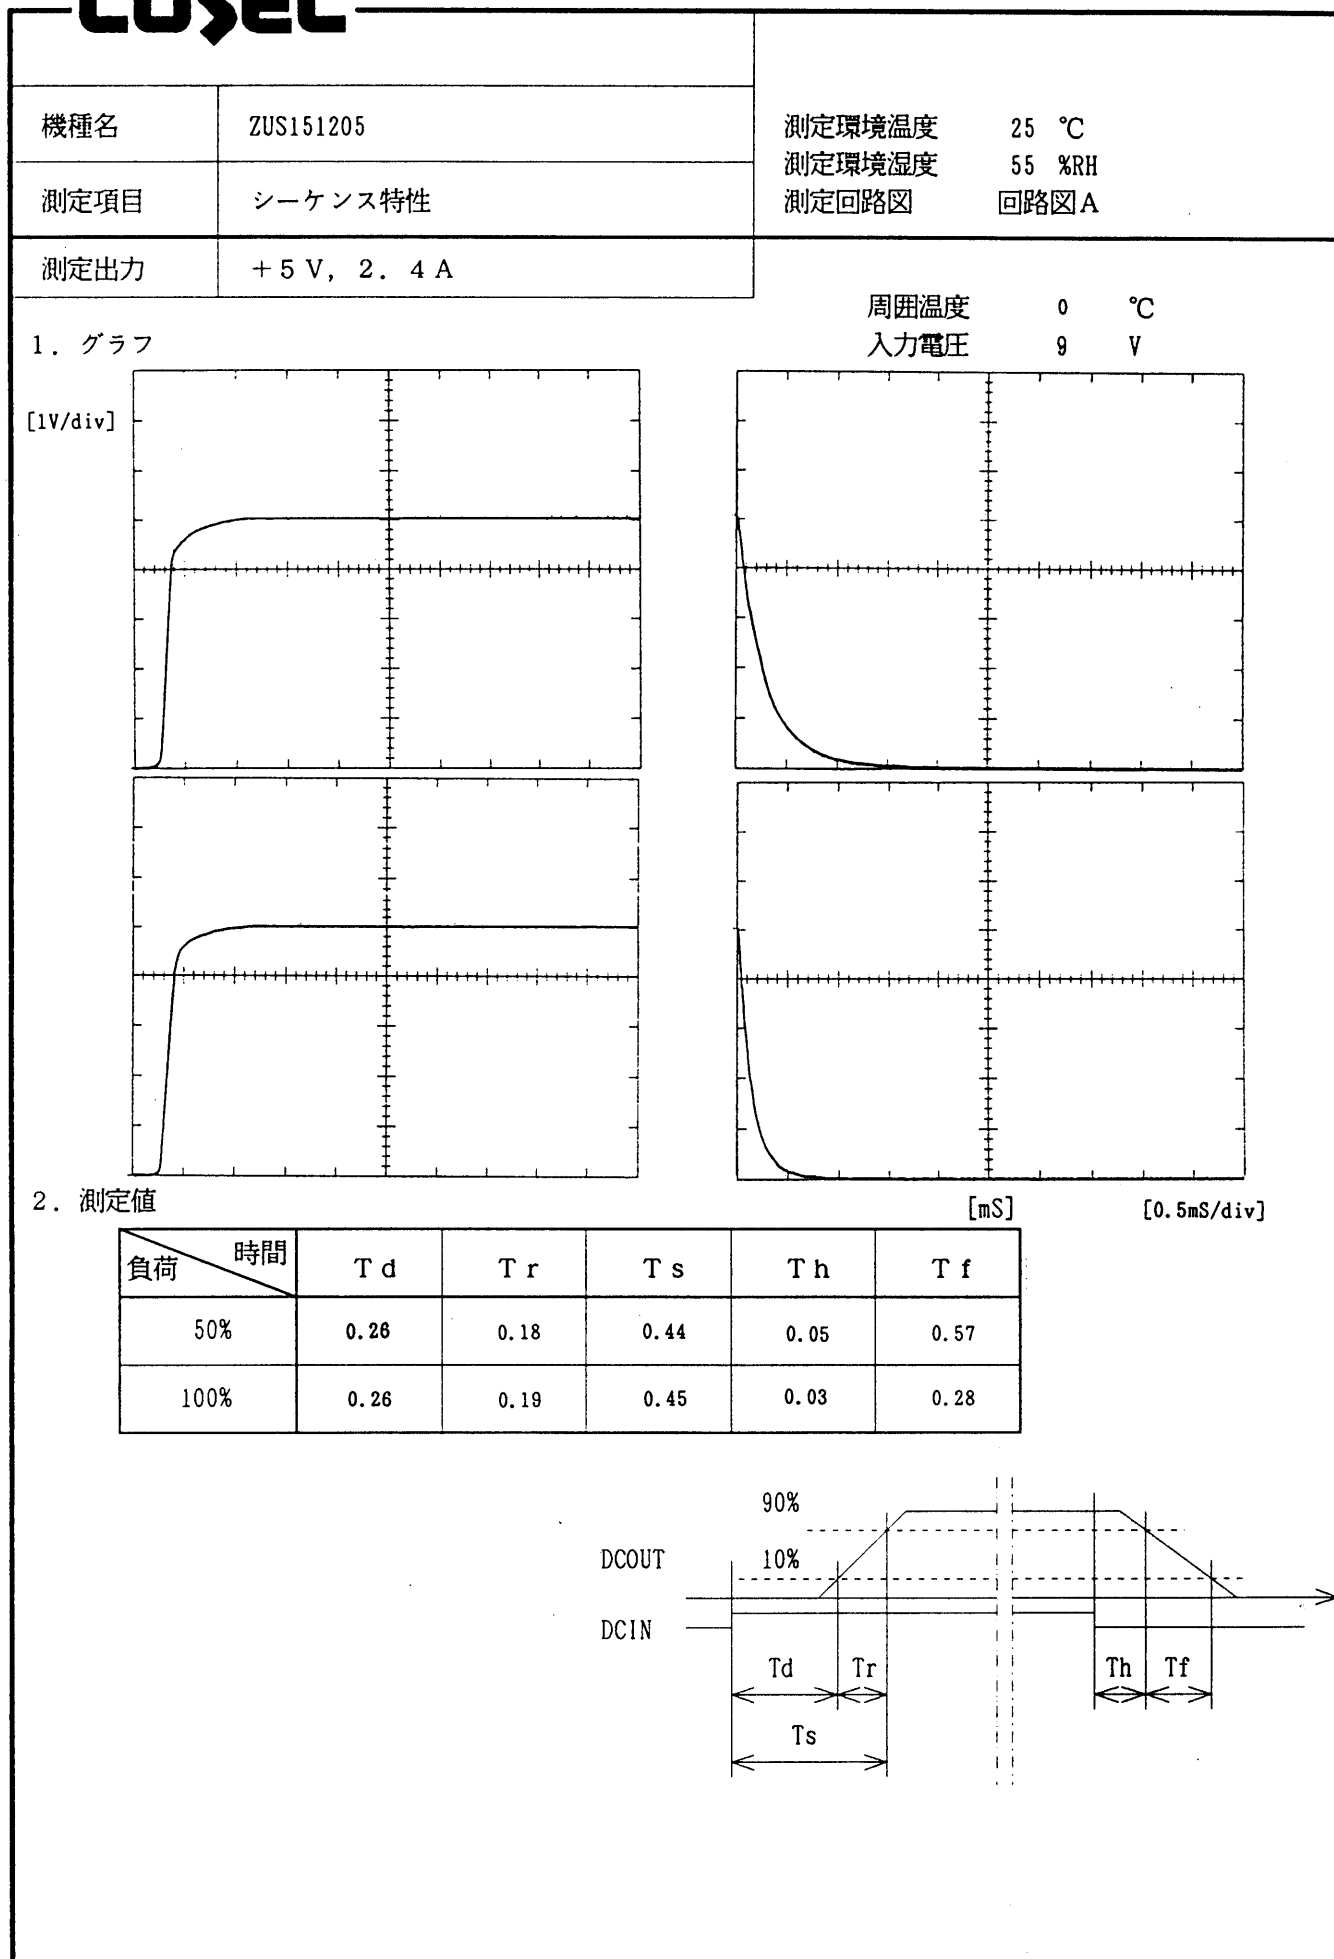 COSEL
機種名 ZUS151205
測定環境温度 25 ℃
測定環境湿度 55 %RH
測定項目 シーケンス特性
測定回路図 回路図A
測定出力 +5V, 2.4A
周囲温度 0 ℃
1. グラフ
入力電圧 9 V
[1V/div]
2. 測定値
[mS] [0.5mS/div]
負荷 時間 Td Tr Ts Th Tf
50% 0.26 0.18 0.44 0.05 0.57
100% 0.26 0.19 0.45 0.03 0.28
90%
DCOUT 10%
DCIN
Td Tr Th Tf
Ts